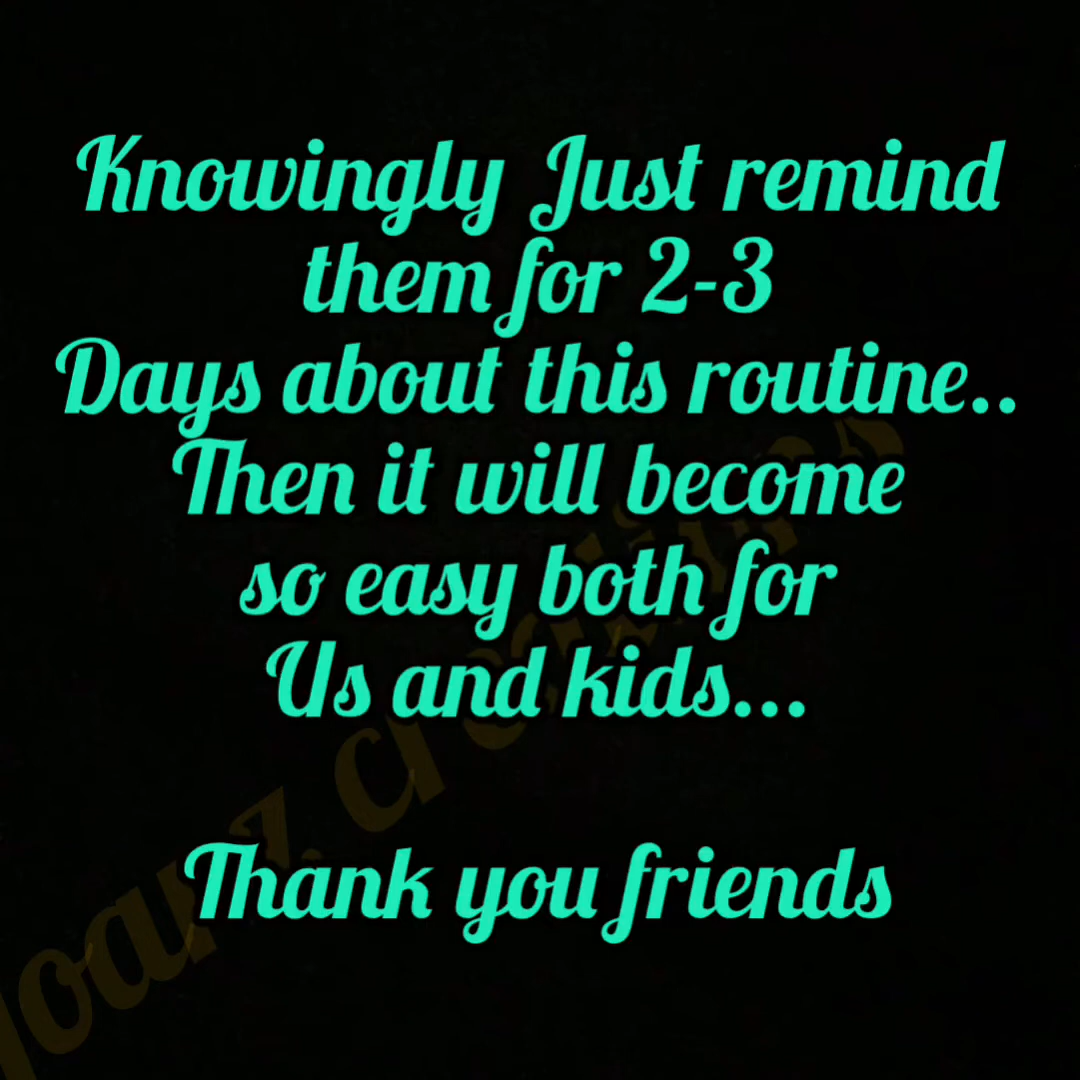 Knowingly Just remind
them for 2-3
Days about this routine..
Then it will become
so easy both for
Us and kids...
Thank you friends